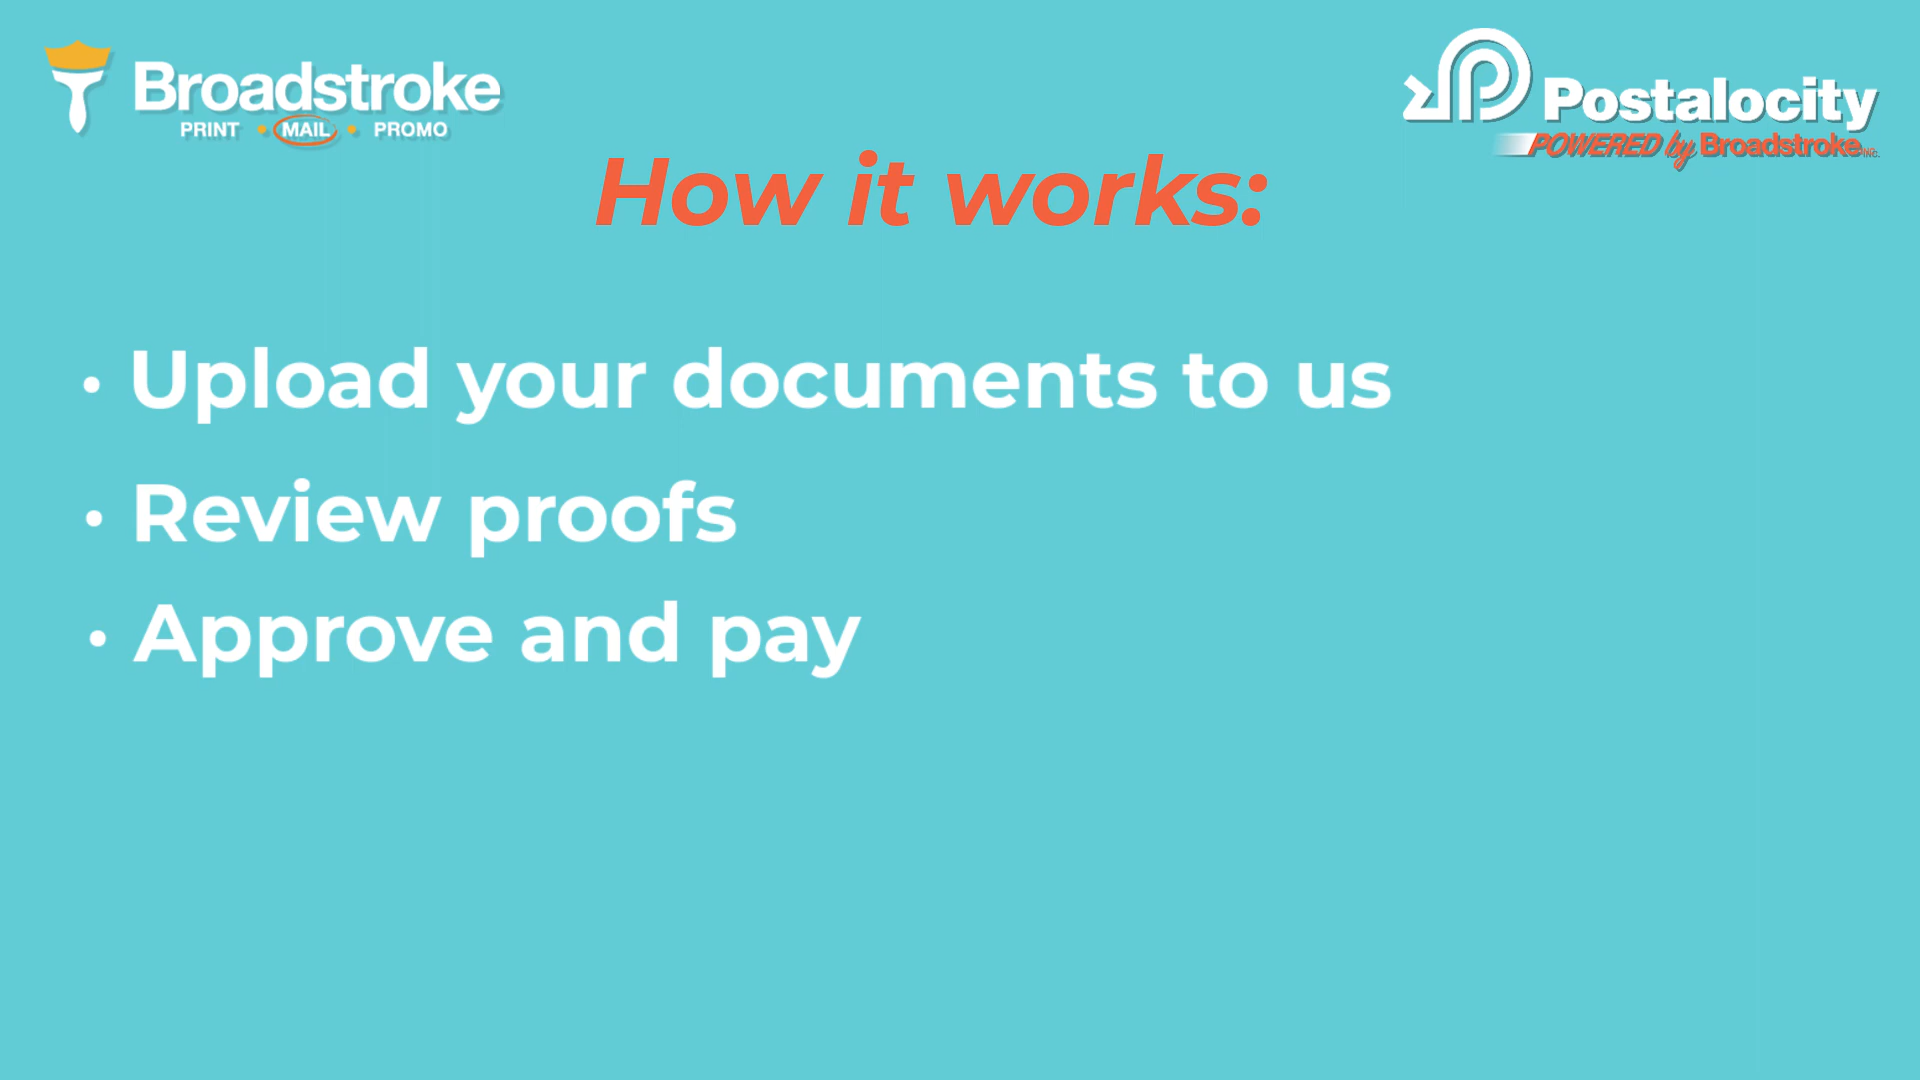 Broadstroke
PRINT • MAIL • PROMO
Postalocity
POWERED by Broadstroke INC.
How it works:
• Upload your documents to us
• Review proofs
• Approve and pay